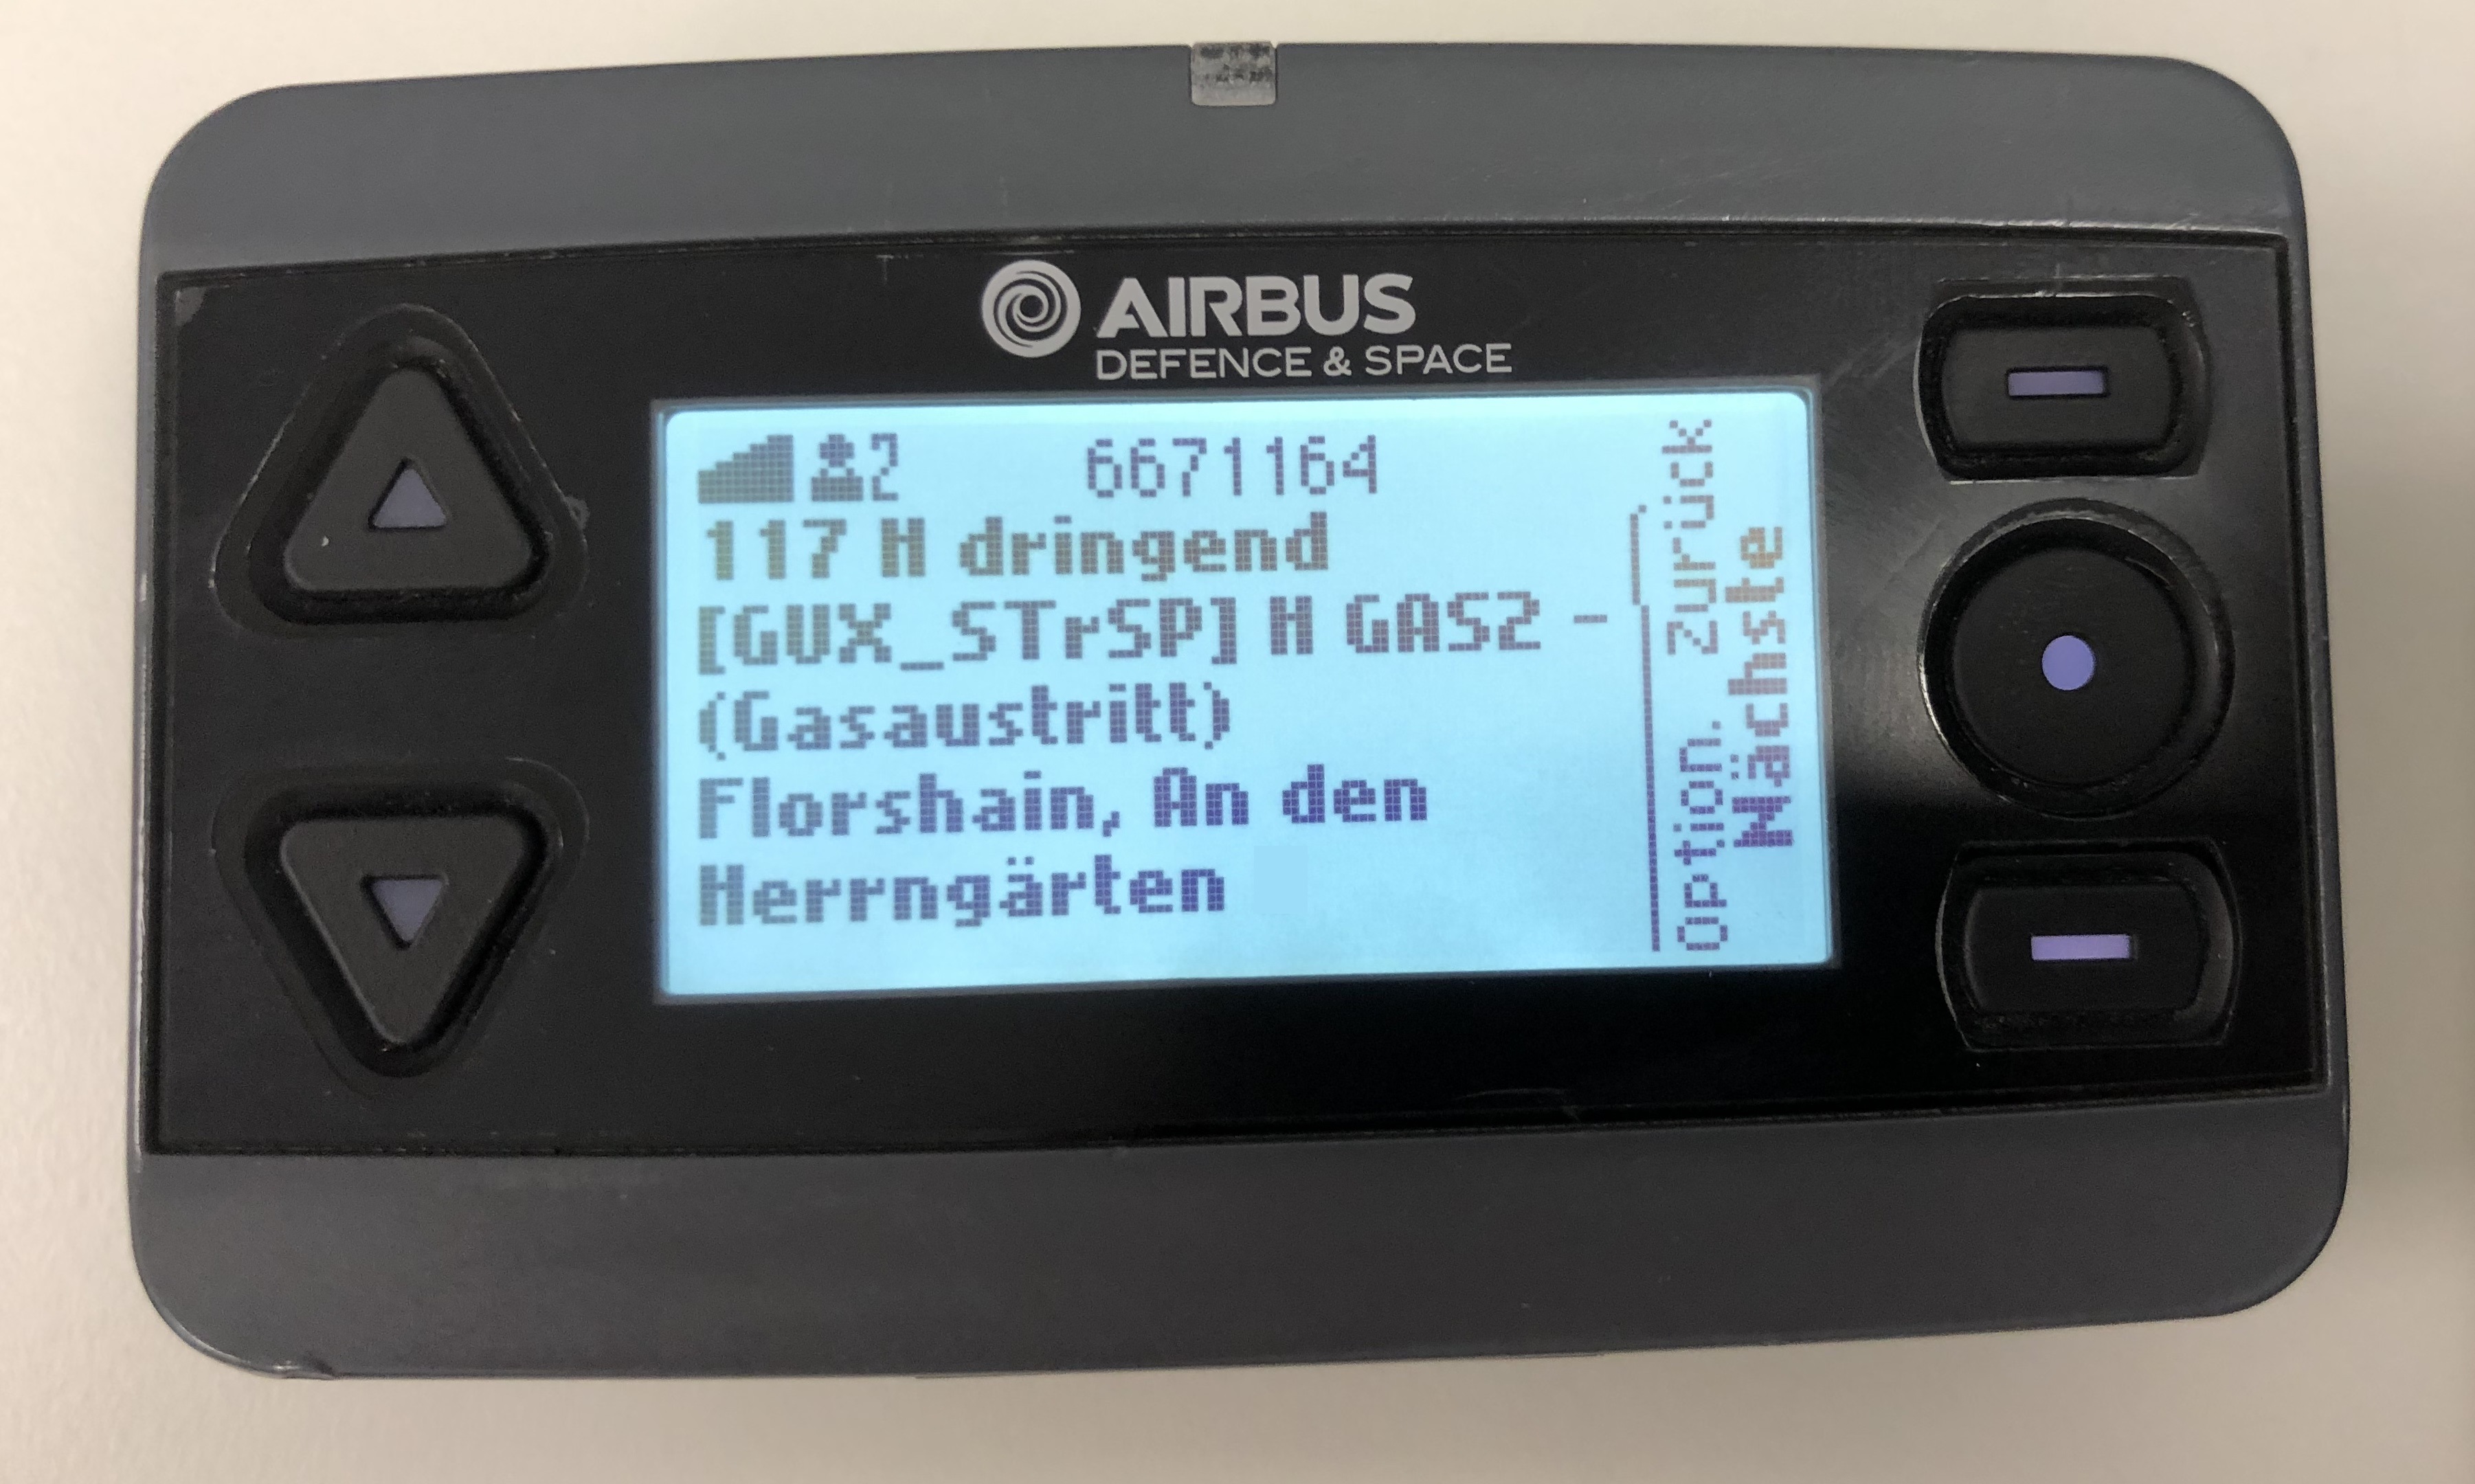 AIRBUS
DEFENCE & SPACE
2 6671164
117 H dringend
[GUX_STrSP] H GAS2 -
(Gasaustritt)
Florshain, An den
Herrngärten
Zurück
Option.
Nächste